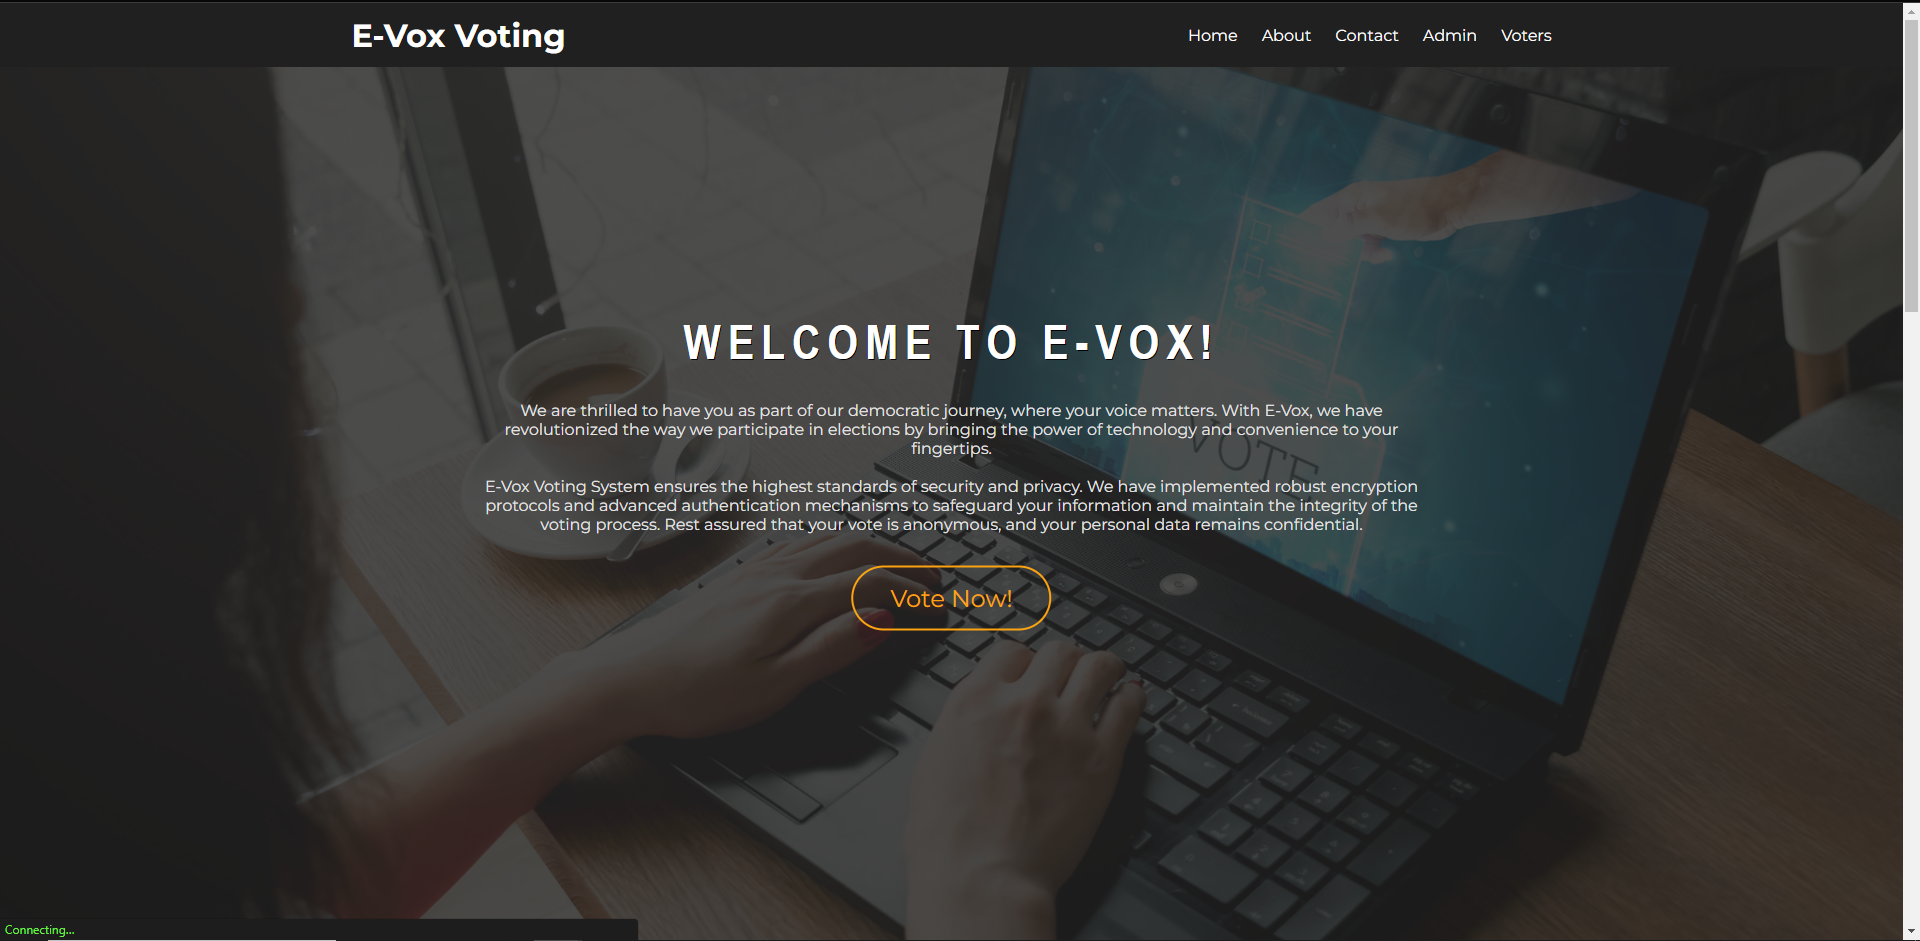 E-Vox Voting
Home About Contact Admin Voters
WELCOME TO E-VOX!
We are thrilled to have you as part of our democratic journey, where your voice matters. With E-Vox, we have
revolutionized the way we participate in elections by bringing the power of technology and convenience to your
fingertips.
E-Vox Voting System ensures the highest standards of security and privacy. We have implemented robust encryption
protocols and advanced authentication mechanisms to safeguard your information and maintain the integrity of the
voting process. Rest assured that your vote is anonymous, and your personal data remains confidential.
VOTE
Vote Now!
Connecting...